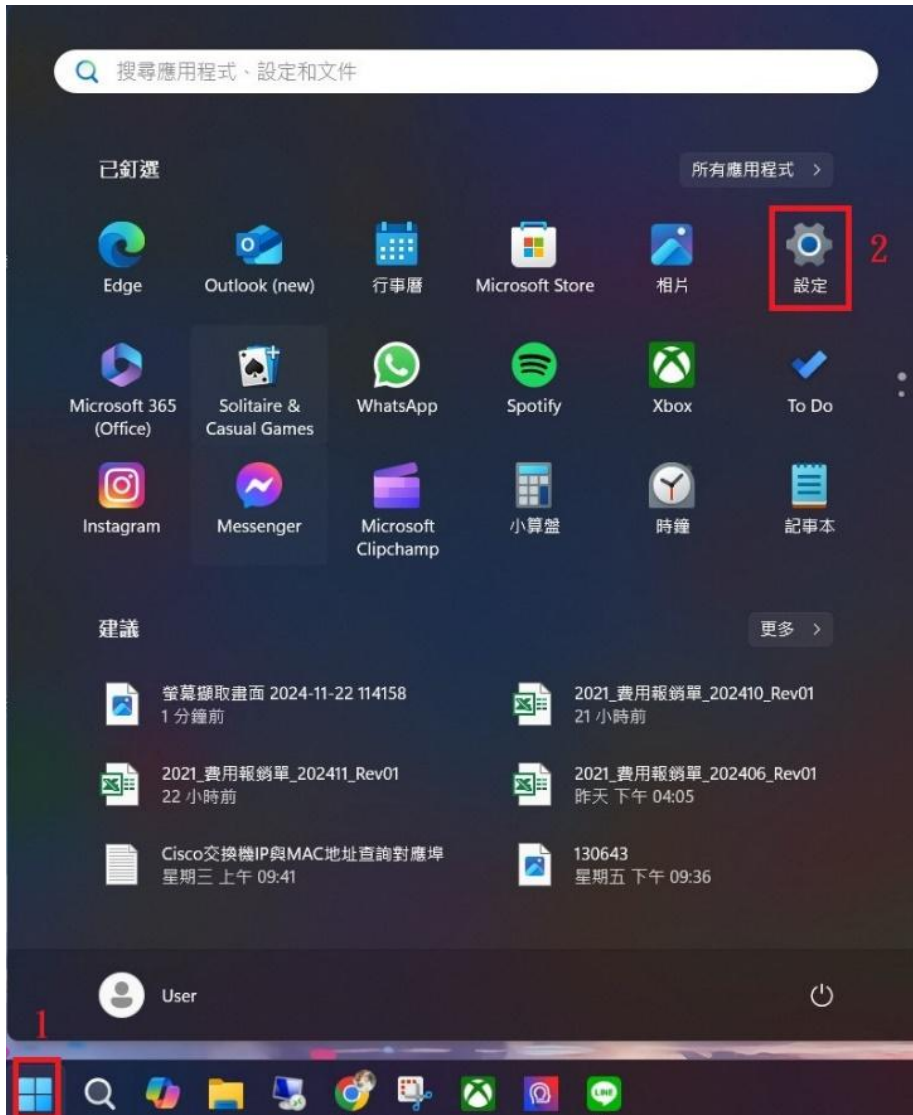 搜尋應用程式、設定和文件
已釘選
所有應用程式 >
2
Edge
Outlook (new)
行事曆
Microsoft Store
相片
設定
Microsoft 365
(Office)
Solitaire &
Casual Games
WhatsApp
Spotify
Xbox
To Do
Instagram
Messenger
Microsoft
Clipchamp
小算盤
時鐘
記事本
建議
更多 >
螢幕擷取畫面 2024-11-22 114158
1 分鐘前
2021_費用報銷單_202410_Rev01
21 小時前
2021_費用報銷單_202411_Rev01
22 小時前
2021_費用報銷單_202406_Rev01
昨天 下午 04:05
Cisco交換機IP與MAC地址查詢對應埠
星期三 上午 09:41
130643
星期五 下午 09:36
User
1
LINE